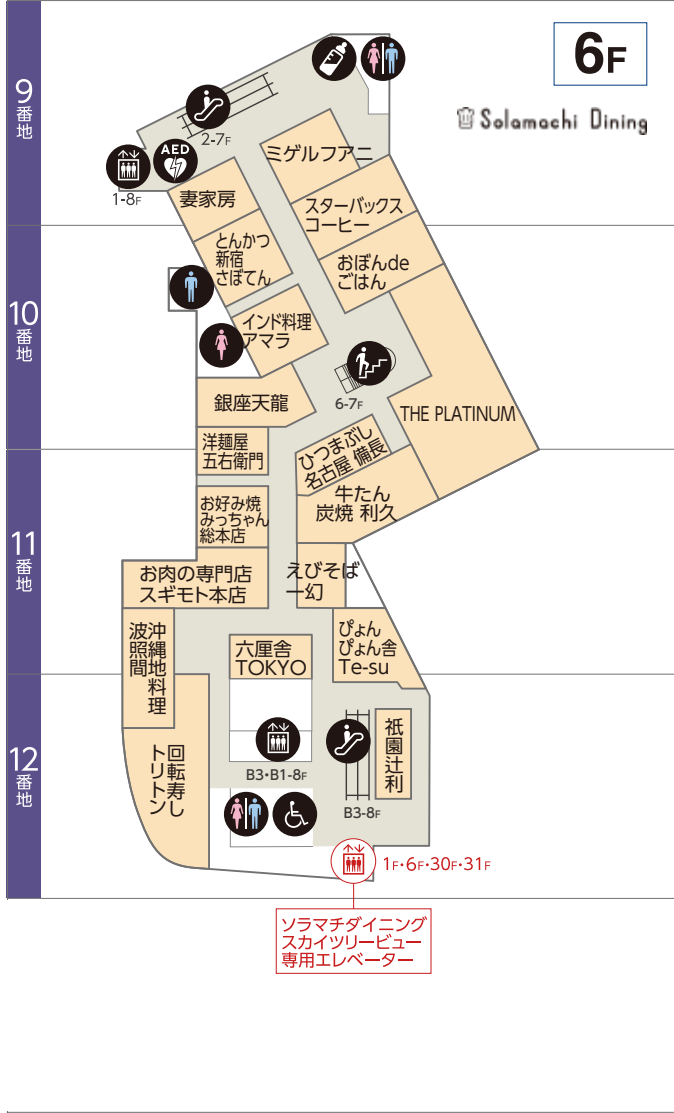 6F
Solamachi Dining
9
番
地
2-7F
AED
1-8F
ミゲルフアニ
妻家房
スターバックス
コーヒー
とんかつ
新宿
さぼてん
おぼんde
ごはん
10
番
地
インド料理
アマラ
6-7F
銀座天龍
THE PLATINUM
洋麺屋
五右衛門
ひつまぶし
名古屋 備長
牛たん
炭焼 利久
お好み焼
みっちゃん
総本店
11
番
地
お肉の専門店
スギモト本店
えびそば
一幻
沖縄地料理
波照間
六厘舎
TOKYO
ぴょん
ぴょん舎
Te-su
12
番
地
回転寿し
トリトン
祇園辻利
B3・B1-8F
B3-8F
1F・6F・30F・31F
ソラマチダイニング
スカイツリービュー
専用エレベーター